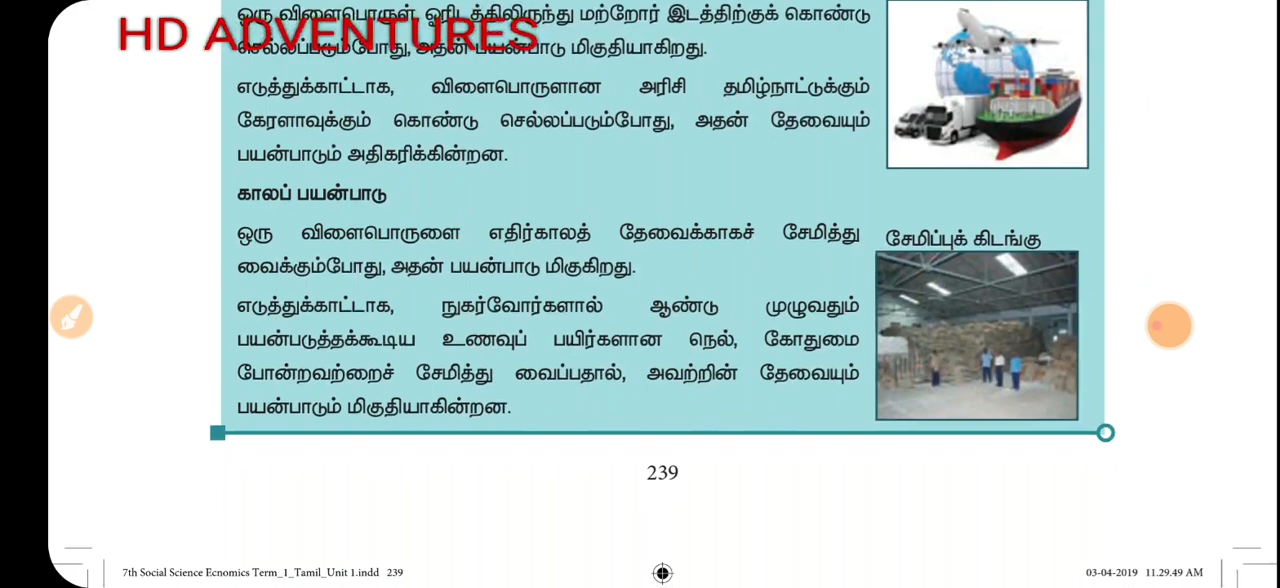 ஒரு விளைபொருள், ஓரிடத்திலிருந்து மற்றோர் இடத்திற்குக் கொண்டு
HD ADVENTURES
செல்லப்படும்போது, அதன் பயன்பாடு மிகுதியாகிறது.
எடுத்துக்காட்டாக, விளைபொருளான அரிசி தமிழ்நாட்டுக்கும்
கேரளாவுக்கும் கொண்டு செல்லப்படும்போது, அதன் தேவையும்
பயன்பாடும் அதிகரிக்கின்றன.
காலப் பயன்பாடு
ஒரு விளைபொருளை எதிர்காலத் தேவைக்காகச் சேமித்து
வைக்கும்போது, அதன் பயன்பாடு மிகுகிறது.
சேமிப்புக் கிடங்கு
எடுத்துக்காட்டாக, நுகர்வோர்களால் ஆண்டு முழுவதும்
பயன்படுத்தக்கூடிய உணவுப் பயிர்களான நெல், கோதுமை
போன்றவற்றைச் சேமித்து வைப்பதால், அவற்றின் தேவையும்
பயன்பாடும் மிகுதியாகின்றன.
239
7th Social Science Ecnomics Term_1_Tamil_Unit 1.indd 239
03-04-2019 11.29.49 AM